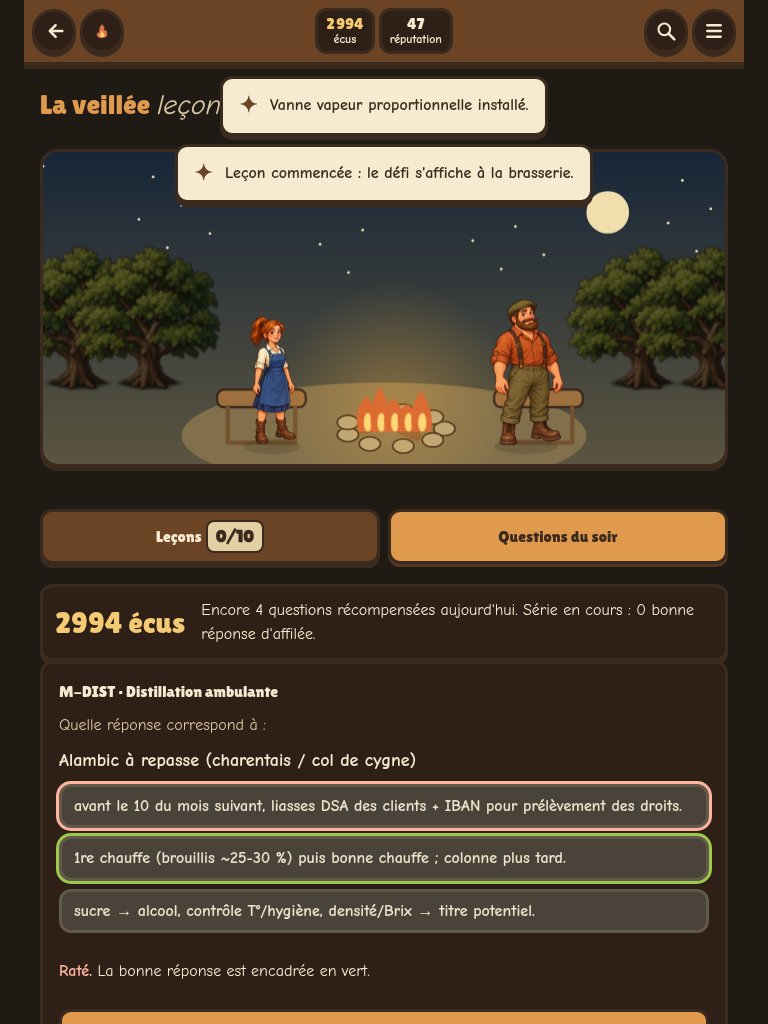 2994
écus
47
réputation
La veillée leçon
Vanne vapeur proportionnelle installé.
Leçon commencée : le défi s'affiche à la brasserie.
Leçons 0/10
Questions du soir
2994 écus
Encore 4 questions récompensées aujourd'hui. Série en cours : 0 bonne
réponse d'affilée.
M-DIST · Distillation ambulante
Quelle réponse correspond à :
Alambic à repasse (charentais / col de cygne)
avant le 10 du mois suivant, liasses DSA des clients + IBAN pour prélèvement des droits.
1re chauffe (brouillis ~25-30 %) puis bonne chauffe ; colonne plus tard.
sucre → alcool, contrôle T°/hygiène, densité/Brix → titre potentiel.
Raté. La bonne réponse est encadrée en vert.